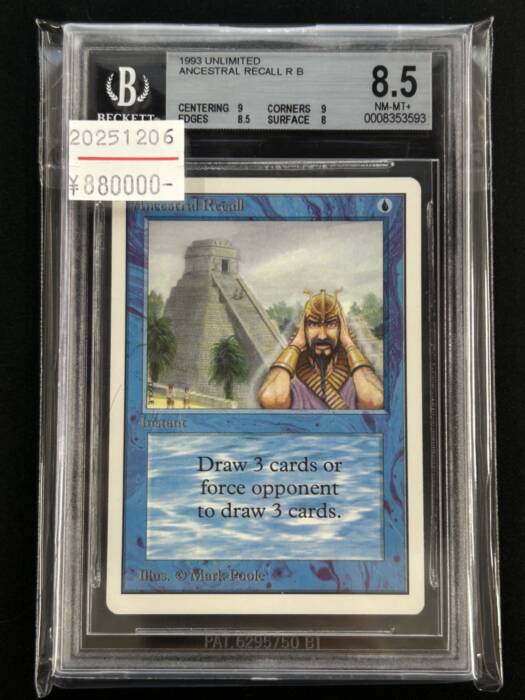 1993 UNLIMITED
ANCESTRAL RECALL R B
8.5
NM-MT+
0008353593
CENTERING 9 CORNERS 9
EDGES 8.5 SURFACE 8
B
BECKETT
20251206
¥880000-
Ancestral Recall
Instant
Draw 3 cards or
force opponent
to draw 3 cards.
Illus. © Mark Poole
PAT.6295750 B1